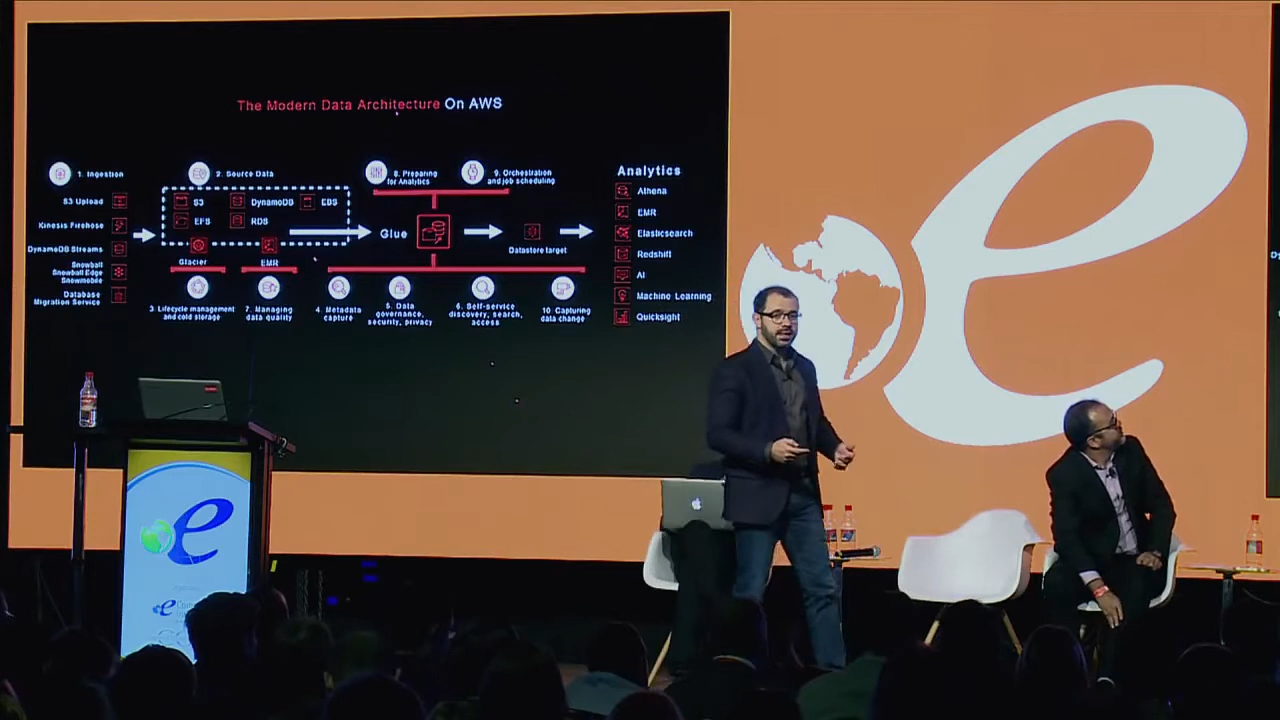 The Modern Data Architecture On AWS
1. Ingestion
S3 Upload
Kinesis Firehose
DynamoDB Streams
Snowball
Snowball Edge
Snowmobile
Database
Migration Service
2. Source Data
S3
DynamoDB
EBS
EFS
RDS
Glacier
EMR
3. Lifecycle management
and cold storage
7. Managing
data quality
8. Preparing
for Analytics
9. Orchestration
and job scheduling
Glue
Datastore target
4. Metadata
capture
5. Data
governance,
security, privacy
6. Self-service
discovery, search,
access
10. Capturing
data change
Analytics
Athena
EMR
Elasticsearch
Redshift
AI
Machine Learning
Quicksight
e
e
e